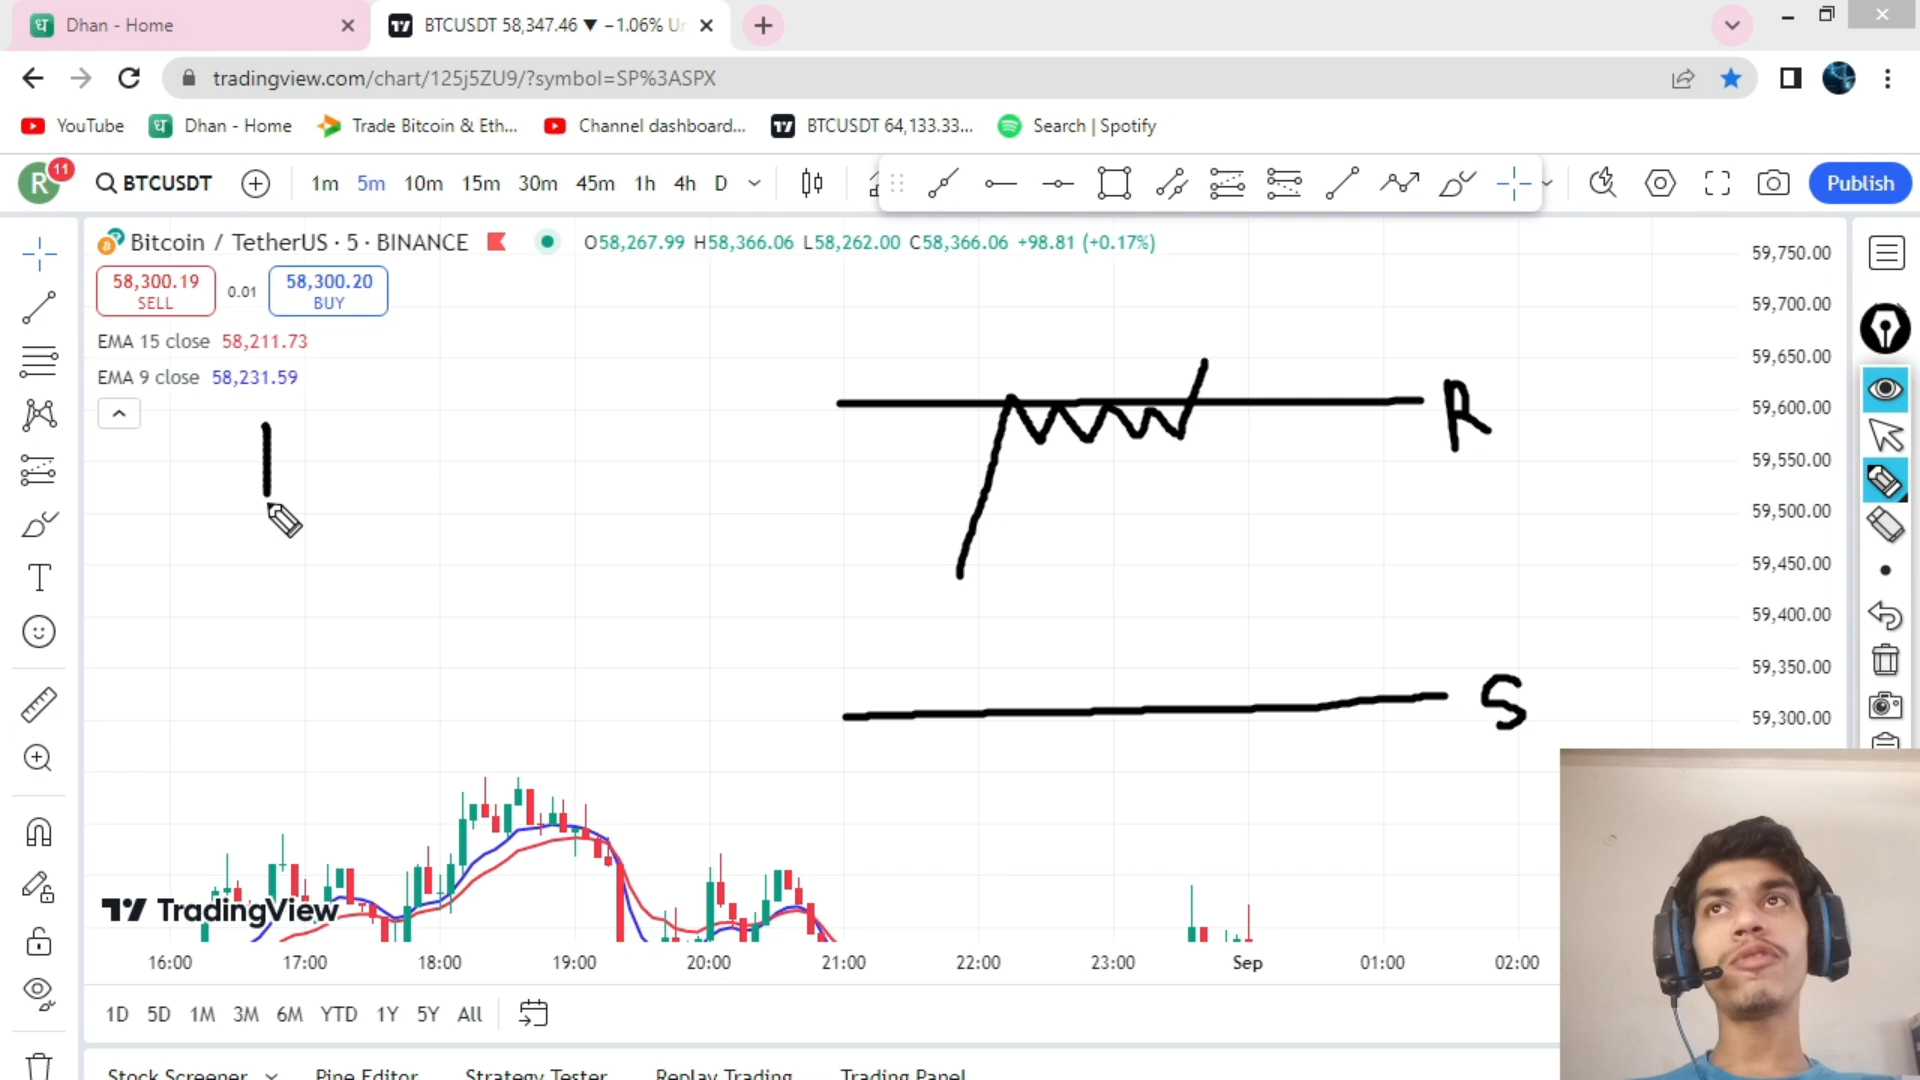 Dhan - Home
BTCUSDT 58,347.46 ▼ −1.06% Ur
tradingview.com/chart/125j5ZU9/?symbol=SP%3ASPX
YouTube ध Dhan - Home Trade Bitcoin & Eth... Channel dashboard... BTCUSDT 64,133.33... Search | Spotify
R 11 BTCUSDT 1m 5m 10m 15m 30m 45m 1h 4h D Publish
Bitcoin / TetherUS · 5 · BINANCE O58,267.99 H58,366.06 L58,262.00 C58,366.06 +98.81 (+0.17%)
58,300.19 0.01 58,300.20
SELL BUY
EMA 15 close 58,211.73
EMA 9 close 58,231.59
R
S
59,750.00
59,700.00
59,650.00
59,600.00
59,550.00
59,500.00
59,450.00
59,400.00
59,350.00
59,300.00
TradingView
16:00 17:00 18:00 19:00 20:00 21:00 22:00 23:00 Sep 01:00 02:00
1D 5D 1M 3M 6M YTD 1Y 5Y All
Stock Screener Pine Editor Strategy Tester Replay Trading Trading Panel